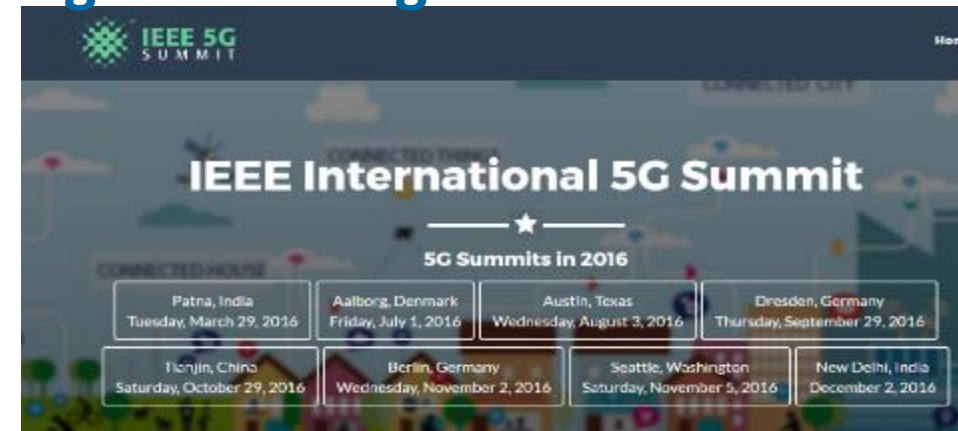 IEEE 5G
SUMMIT
CONNECTED CITY
CONNECTED THINGS
IEEE International 5G Summit
5G Summits in 2016
CONNECTED HOUSE
Patna, India
Tuesday, March 29, 2016
Aalborg, Denmark
Friday, July 1, 2016
Austin, Texas
Wednesday, August 3, 2016
Dresden, Germany
Thursday, September 29, 2016
Tianjin, China
Saturday, October 29, 2016
Berlin, Germany
Wednesday, November 2, 2016
Seattle, Washington
Saturday, November 5, 2016
New Delhi, India
December 2, 2016